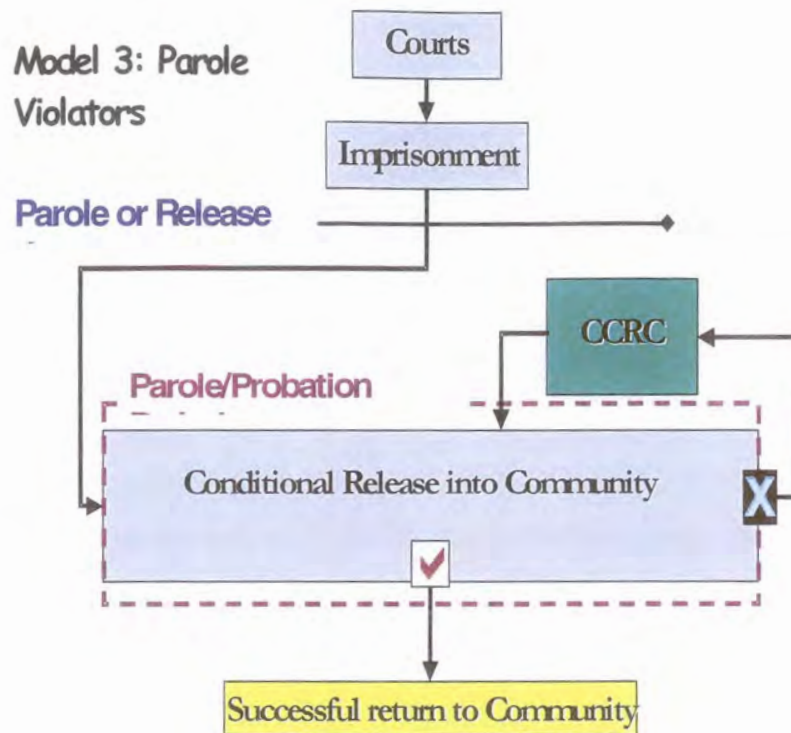 Courts
Model 3: Parole
Violators
Imprisonment
Parole or Release
CCRC
Parole/Probation
Conditional Release into Community
X
Successful return to Community